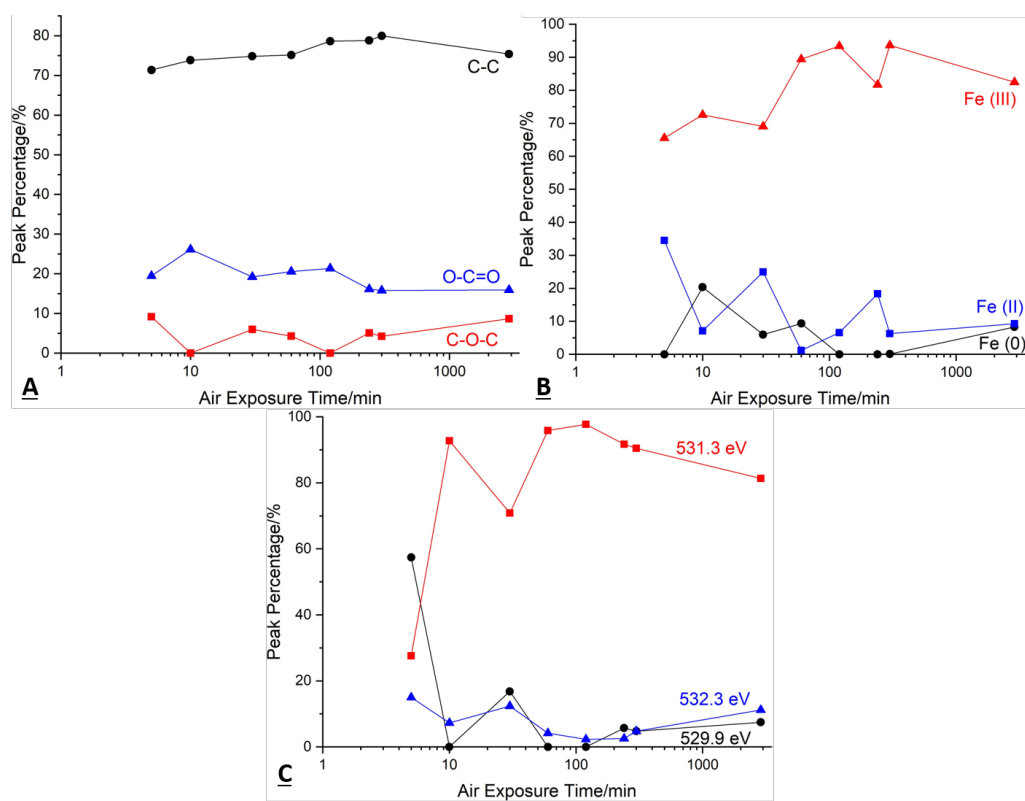 80
70
60
50
40
30
20
10
0
Peak Percentage/%
C-C
O-C=O
C-O-C
1
10
100
1000
Air Exposure Time/min
A
100
90
80
70
60
50
40
30
20
10
0
Peak Percentage/%
Fe (III)
Fe (II)
Fe (0)
1
10
100
1000
Air Exposure Time/min
B
100
80
60
40
20
0
Peak Percentage/%
531.3 eV
532.3 eV
529.9 eV
1
10
100
1000
Air Exposure Time/min
C